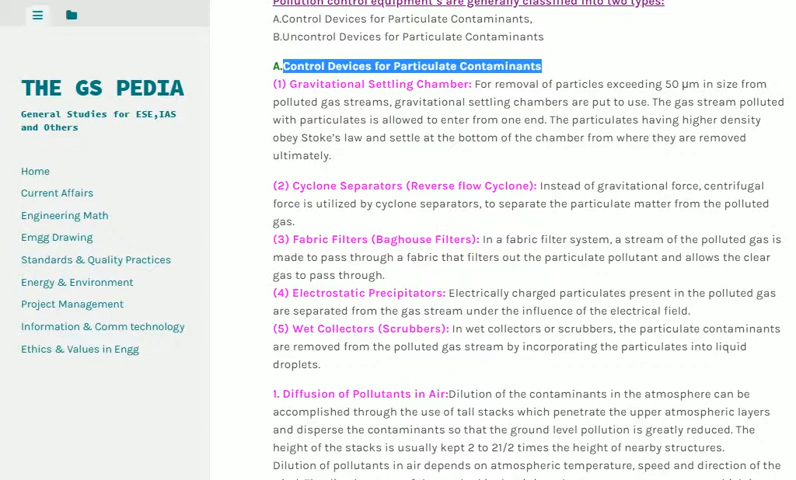 Pollution control equipment's are generally classified into two types:
A.Control Devices for Particulate Contaminants,
B.Uncontrol Devices for Particulate Contaminants
A.Control Devices for Particulate Contaminants
(1) Gravitational Settling Chamber: For removal of particles exceeding 50 μm in size from
polluted gas streams, gravitational settling chambers are put to use. The gas stream polluted
with particulates is allowed to enter from one end. The particulates having higher density
obey Stoke's law and settle at the bottom of the chamber from where they are removed
ultimately.
(2) Cyclone Separators (Reverse flow Cyclone): Instead of gravitational force, centrifugal
force is utilized by cyclone separators, to separate the particulate matter from the polluted
gas.
(3) Fabric Filters (Baghouse Filters): In a fabric filter system, a stream of the polluted gas is
made to pass through a fabric that filters out the particulate pollutant and allows the clear
gas to pass through.
(4) Electrostatic Precipitators: Electrically charged particulates present in the polluted gas
are separated from the gas stream under the influence of the electrical field.
(5) Wet Collectors (Scrubbers): In wet collectors or scrubbers, the particulate contaminants
are removed from the polluted gas stream by incorporating the particulates into liquid
droplets.
1. Diffusion of Pollutants in Air:Dilution of the contaminants in the atmosphere can be
accomplished through the use of tall stacks which penetrate the upper atmospheric layers
and disperse the contaminants so that the ground level pollution is greatly reduced. The
height of the stacks is usually kept 2 to 21/2 times the height of nearby structures.
Dilution of pollutants in air depends on atmospheric temperature, speed and direction of the
THE GS PEDIA
General Studies for ESE,IAS
and Others
Home
Current Affairs
Engineering Math
Emgg Drawing
Standards & Quality Practices
Energy & Environment
Project Management
Information & Comm technology
Ethics & Values in Engg